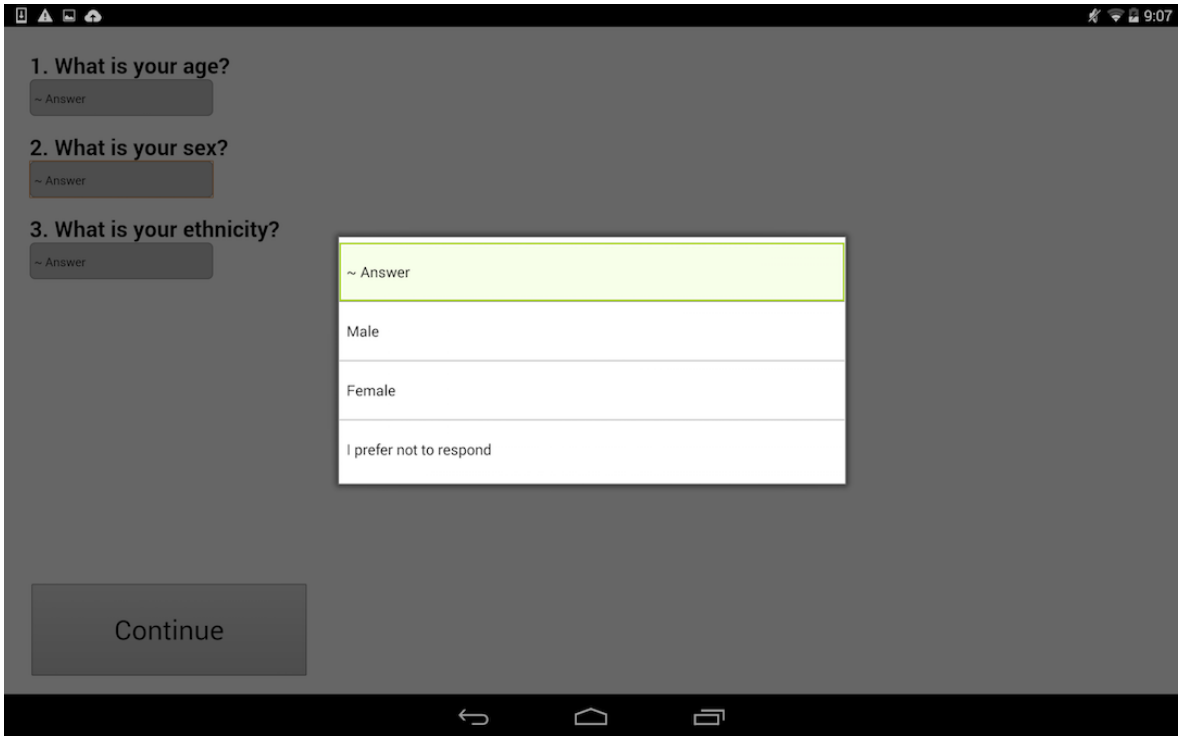 9:07
1. What is your age?
~ Answer
2. What is your sex?
~ Answer
3. What is your ethnicity?
~ Answer
~ Answer
Male
Female
I prefer not to respond
Continue